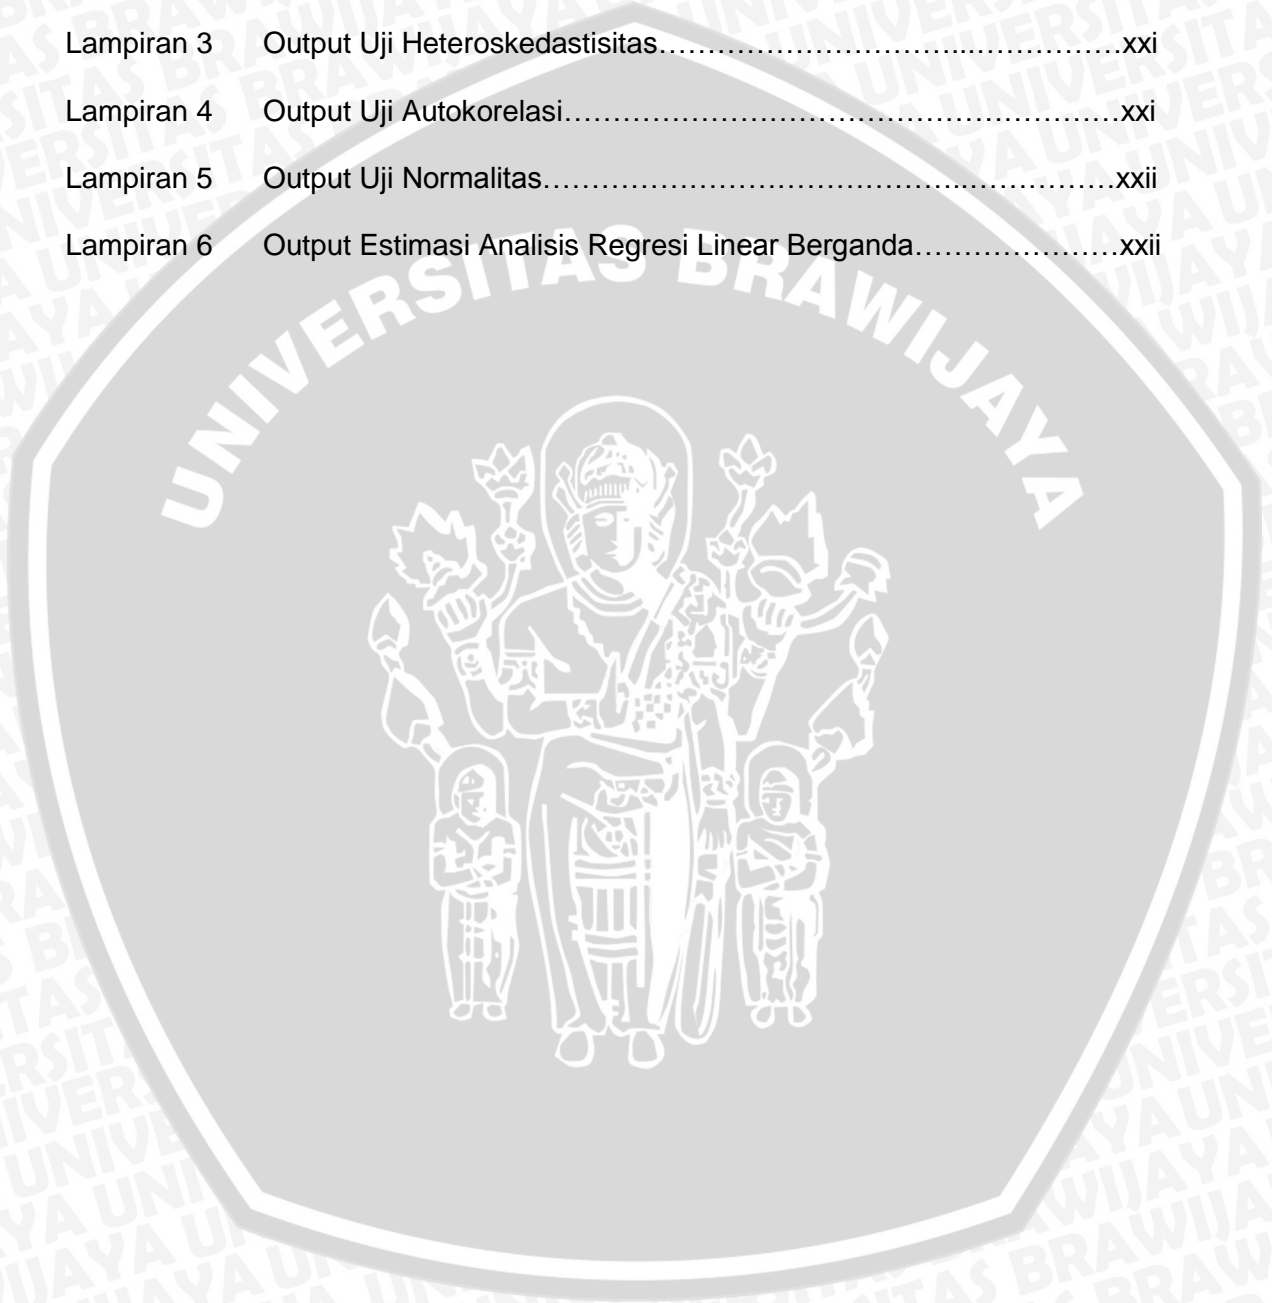 Lampiran 3 Output Uji Heteroskedastisitas…………………………...……………xxi
Lampiran 4 Output Uji Autokorelasi…………………………………………………xxi
Lampiran 5 Output Uji Normalitas……………………………………..……………xxii
Lampiran 6 Output Estimasi Analisis Regresi Linear Berganda…………………xxii
UNIVERSITAS BRAWIJAYA